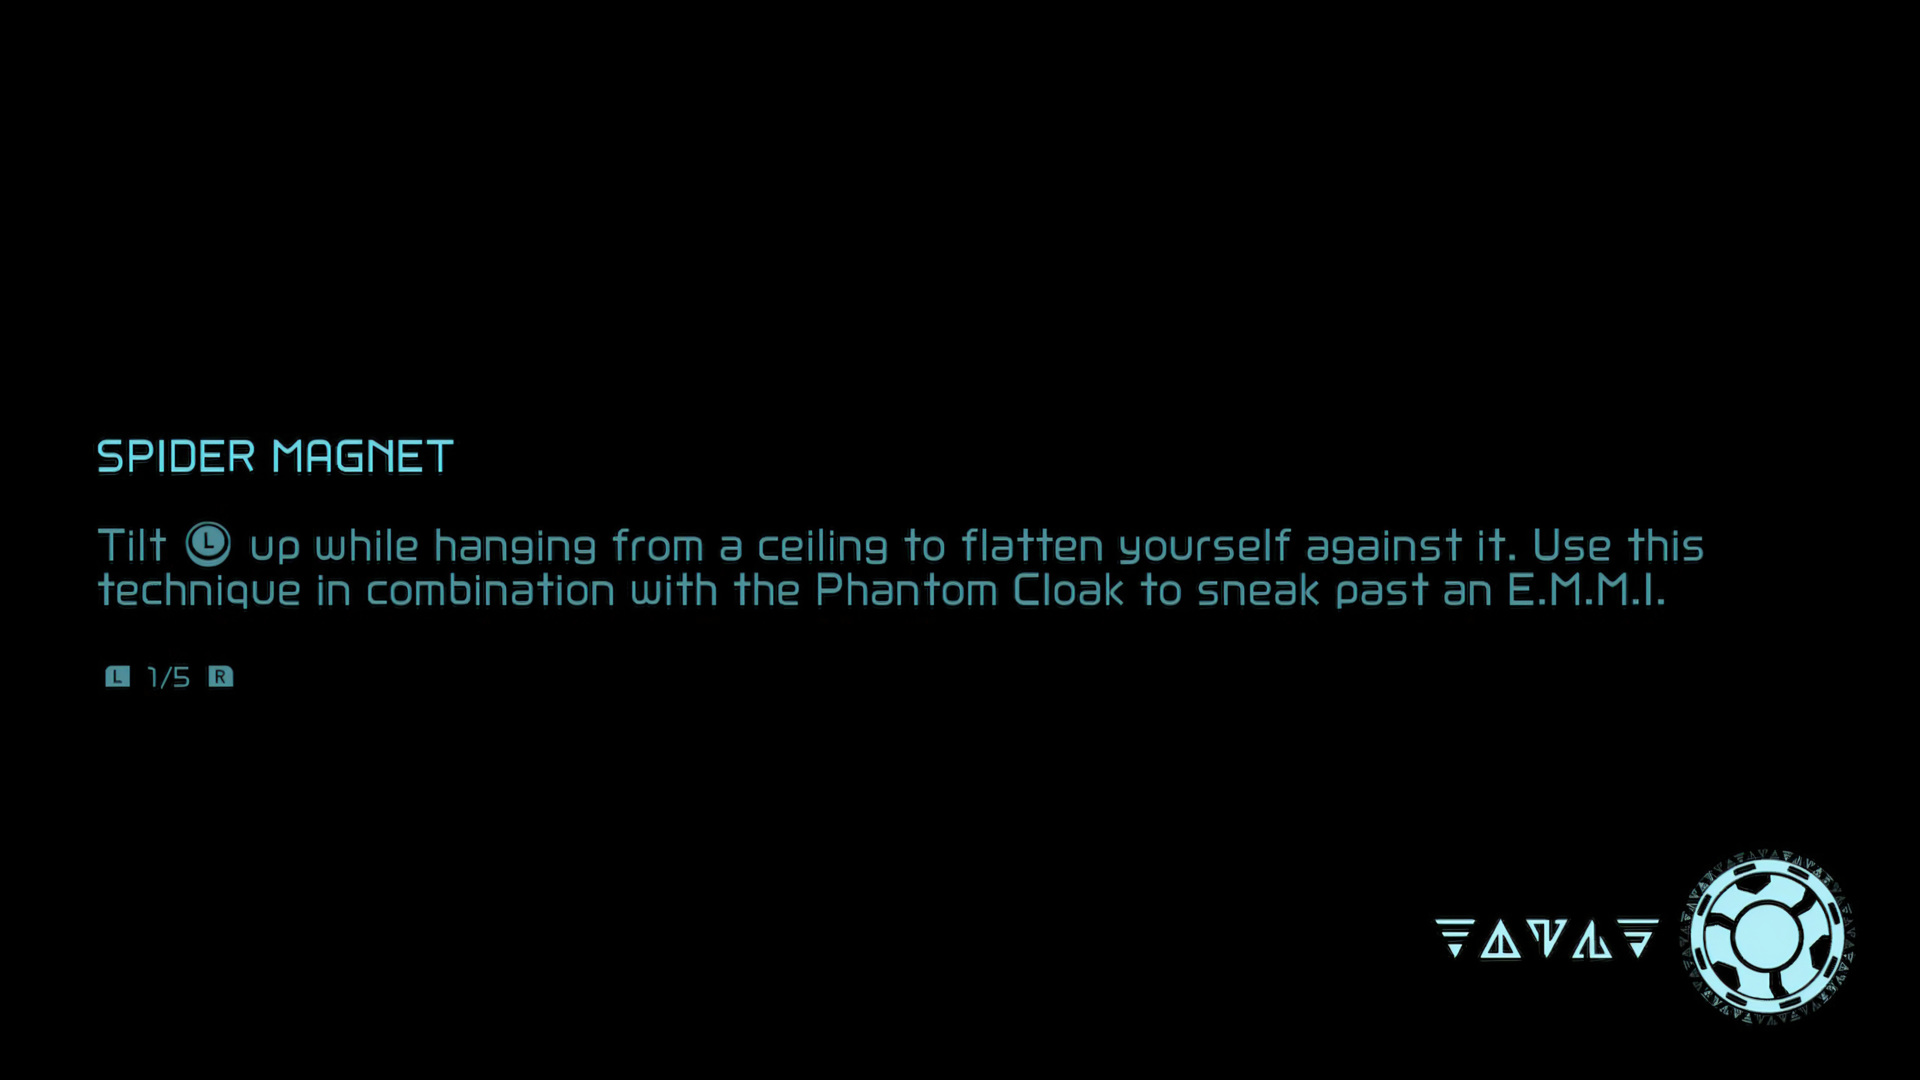 SPIDER MAGNET
Tilt L up while hanging from a ceiling to flatten yourself against it. Use this
technique in combination with the Phantom Cloak to sneak past an E.M.M.I.
L 1/5 R